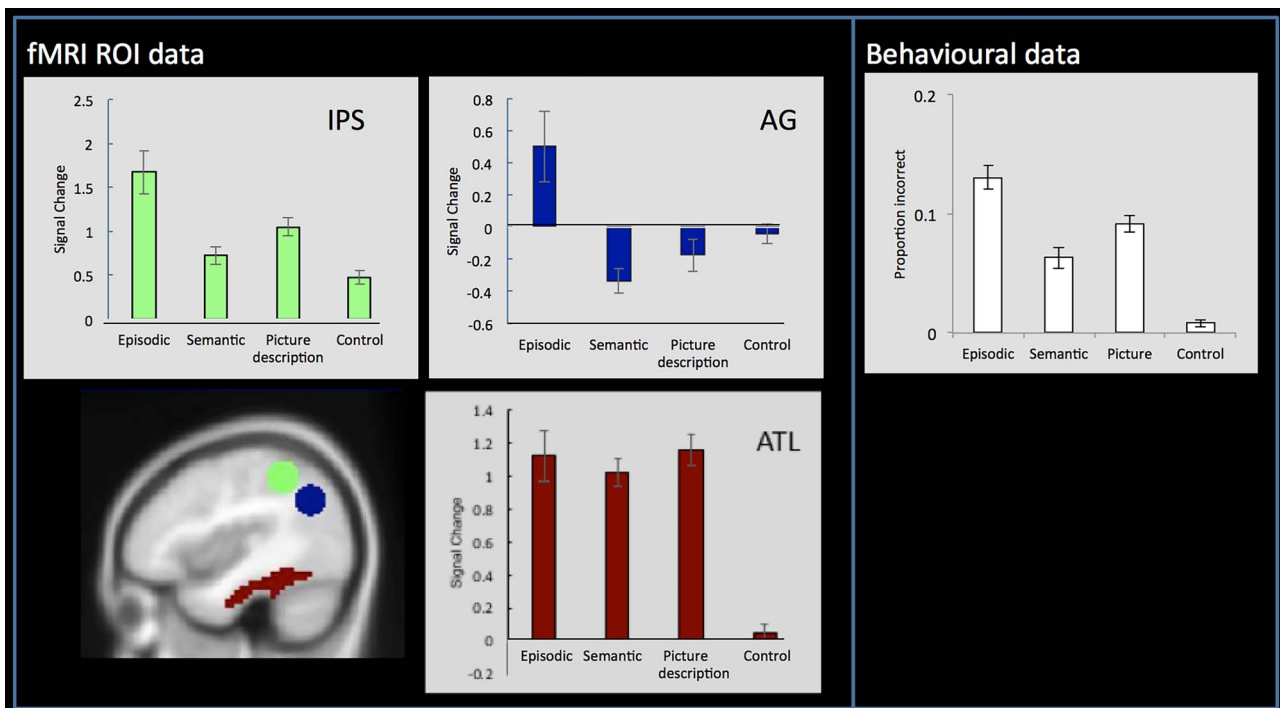 fMRI ROI data
IPS
Signal Change
2.5
2
1.5
1
0.5
0
Episodic Semantic Picture description Control
AG
Signal Change
0.8
0.6
0.4
0.2
0
-0.2
-0.4
-0.6
Episodic Semantic Picture description Control
ATL
Signal Change
1.4
1.2
1
0.8
0.6
0.4
0.2
0
-0.2
Episodic Semantic Picture description Control
Behavioural data
Proportion incorrect
0.2
0.1
0
Episodic Semantic Picture Control